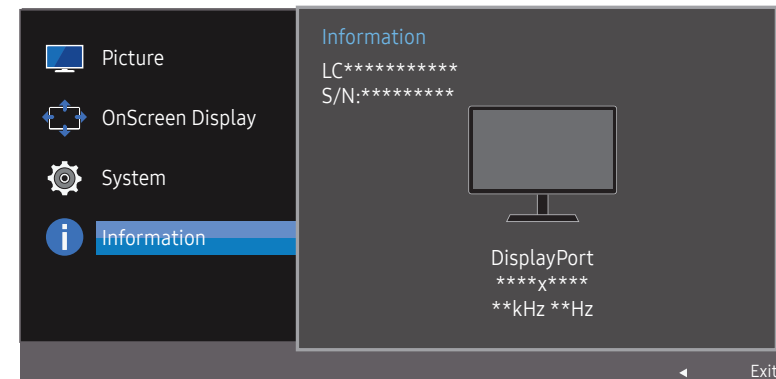 Picture
OnScreen Display
System
Information
Information
LC***********
S/N:*********
DisplayPort
****x****
**kHz **Hz
Exit